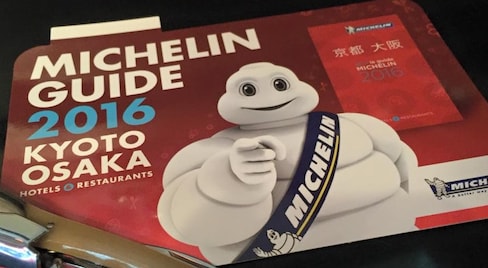 MICHELIN
GUIDE
2016
KYOTO
OSAKA
HOTELS & RESTAURANTS
MICHELIN
MICHELIN
京都 大阪
le guide
MICHELIN
2016
MICH